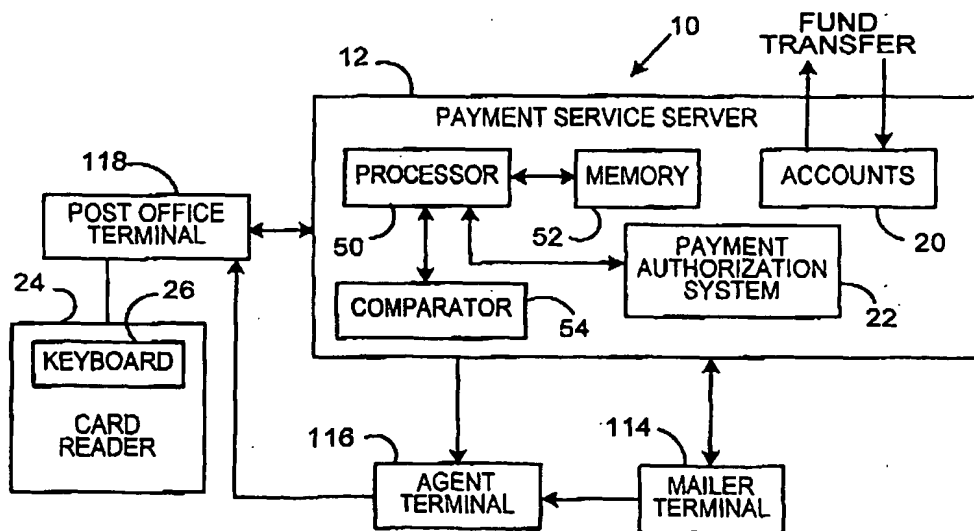 10
FUND
TRANSFER
12
PAYMENT SERVICE SERVER
118
PROCESSOR
MEMORY
ACCOUNTS
POST OFFICE
TERMINAL
50
52
20
PAYMENT
AUTHORIZATION
SYSTEM
24
26
COMPARATOR
54
22
KEYBOARD
CARD
READER
116
114
AGENT
TERMINAL
MAILER
TERMINAL